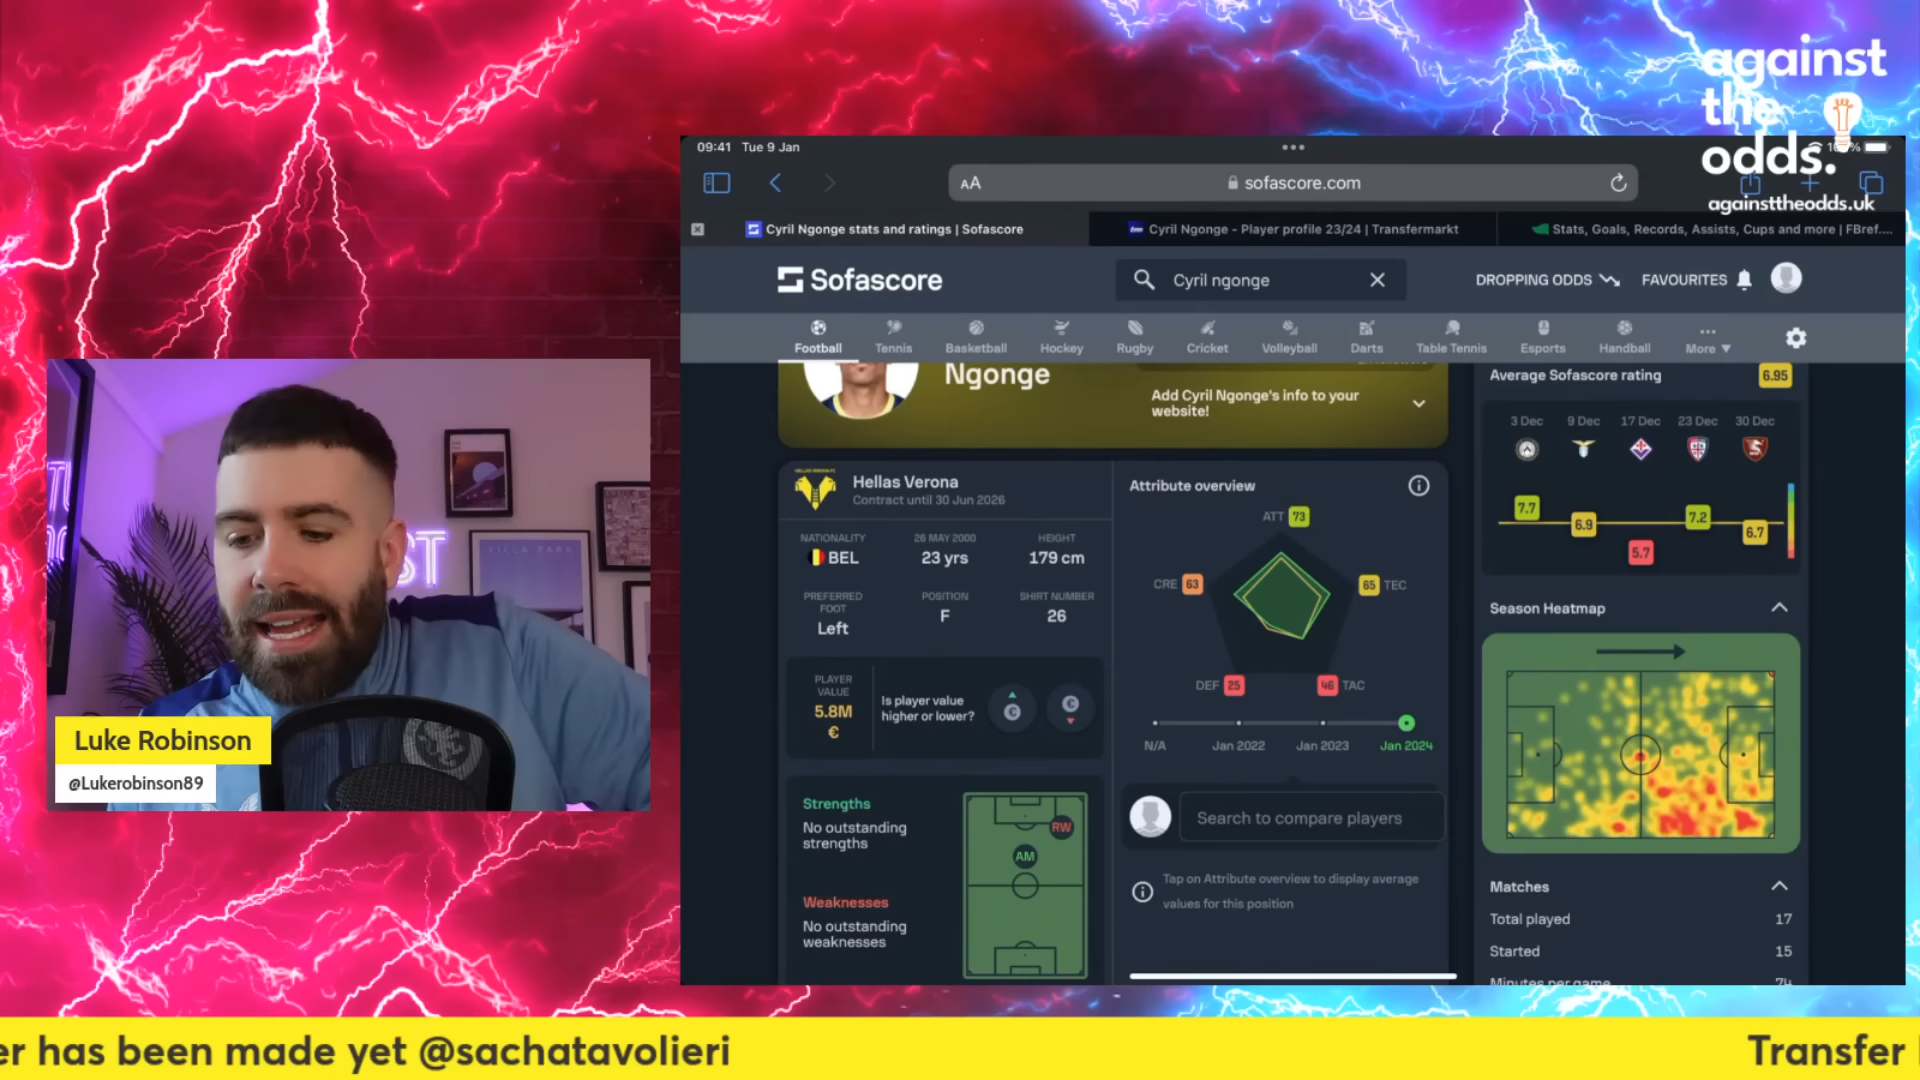 against
the
odds.
againsttheodds.uk
09:41 Tue 9 Jan
AA
sofascore.com
Cyril Ngonge stats and ratings | Sofascore
Cyril Ngonge - Player profile 23/24 | Transfermarkt
Stats, Goals, Records, Assists, Cups and more | FBref....
Sofascore
Cyril ngonge
DROPPING ODDS
FAVOURITES
Football
Tennis
Basketball
Hockey
Rugby
Cricket
Volleyball
Darts
Table Tennis
Esports
Handball
More
Ngonge
Add Cyril Ngonge's info to your
website!
Hellas Verona
Contract until 30 Jun 2026
NATIONALITY
BEL
26 MAY 2000
23 yrs
HEIGHT
179 cm
PREFERRED
FOOT
Left
POSITION
F
SHIRT NUMBER
26
PLAYER
VALUE
5.8M
€
Is player value
higher or lower?
Strengths
No outstanding
strengths
Weaknesses
No outstanding
weaknesses
RW
AM
Attribute overview
ATT 73
CRE 63
65 TEC
DEF 25
46 TAC
N/A
Jan 2022
Jan 2023
Jan 2024
Search to compare players
Tap on Attribute overview to display average
values for this position
Average Sofascore rating
6.95
3 Dec
9 Dec
17 Dec
23 Dec
30 Dec
7.7
6.9
5.7
7.2
6.7
Season Heatmap
Matches
Total played 17
Started 15
Minutes per game 74
VILLA PARK
ST
Luke Robinson
@Lukerobinson89
er has been made yet @sachatavolieri
Transfer